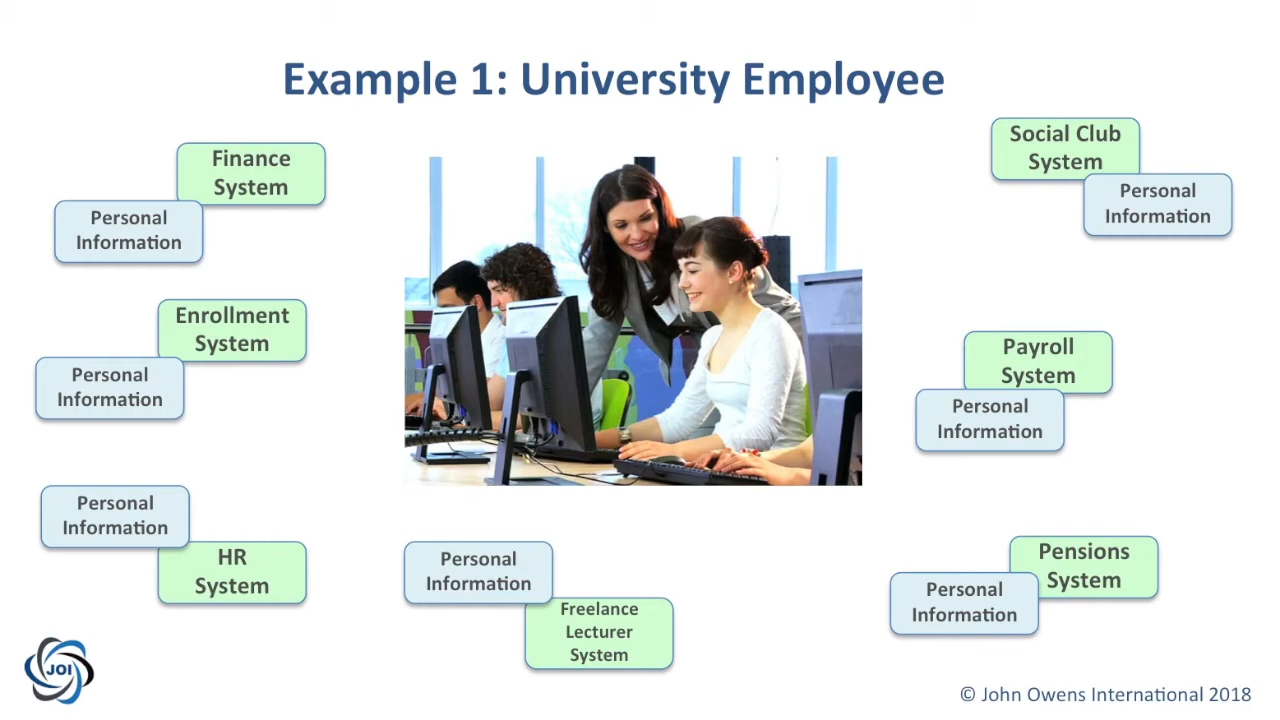 Example 1: University Employee
Finance
System
Personal
Information
Enrollment
System
Personal
Information
Personal
Information
HR
System
Personal
Information
Freelance
Lecturer
System
Social Club
System
Personal
Information
Payroll
System
Personal
Information
Pensions
System
Personal
Information
JOI
© John Owens International 2018